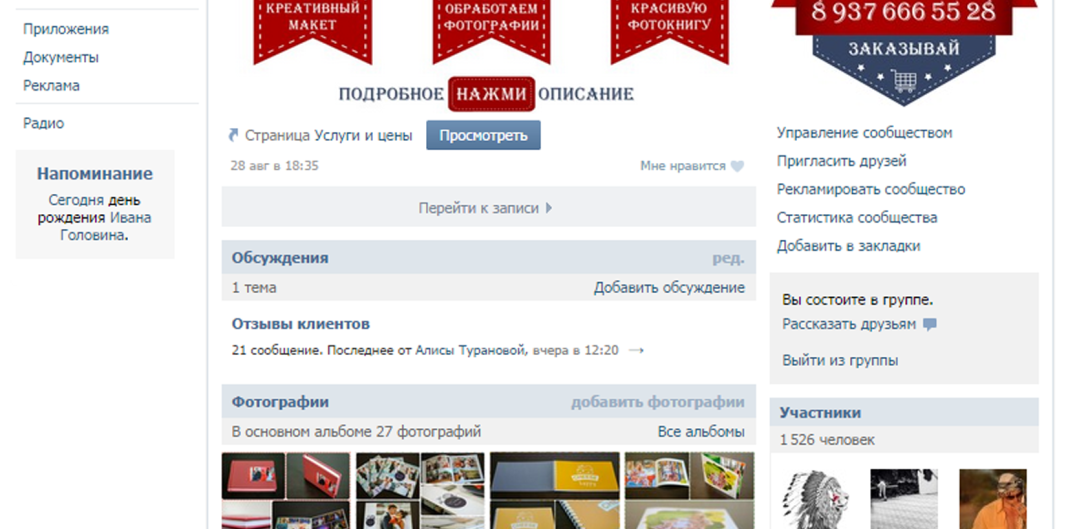 Приложения
Документы
Реклама
Радио
Напоминание
Сегодня день
рождения Ивана
Головина.
КРЕАТИВНЫЙ
МАКЕТ
ОБРАБОТАЕМ
ФОТОГРАФИИ
КРАСИВУЮ
ФОТОКНИГУ
ПОДРОБНОЕ НАЖМИ ОПИСАНИЕ
Страница Услуги и цены Просмотреть
28 авг в 18:35 Мне нравится
Перейти к записи
Обсуждения ред.
1 тема Добавить обсуждение
Отзывы клиентов
21 сообщение. Последнее от Алисы Турановой, вчера в 12:20 →
Фотографии добавить фотографии
В основном альбоме 27 фотографий Все альбомы
8 937 666 55 28
ЗАКАЗЫВАЙ
Управление сообществом
Пригласить друзей
Рекламировать сообщество
Статистика сообщества
Добавить в закладки
Вы состоите в группе.
Рассказать друзьям
Выйти из группы
Участники
1 526 человек